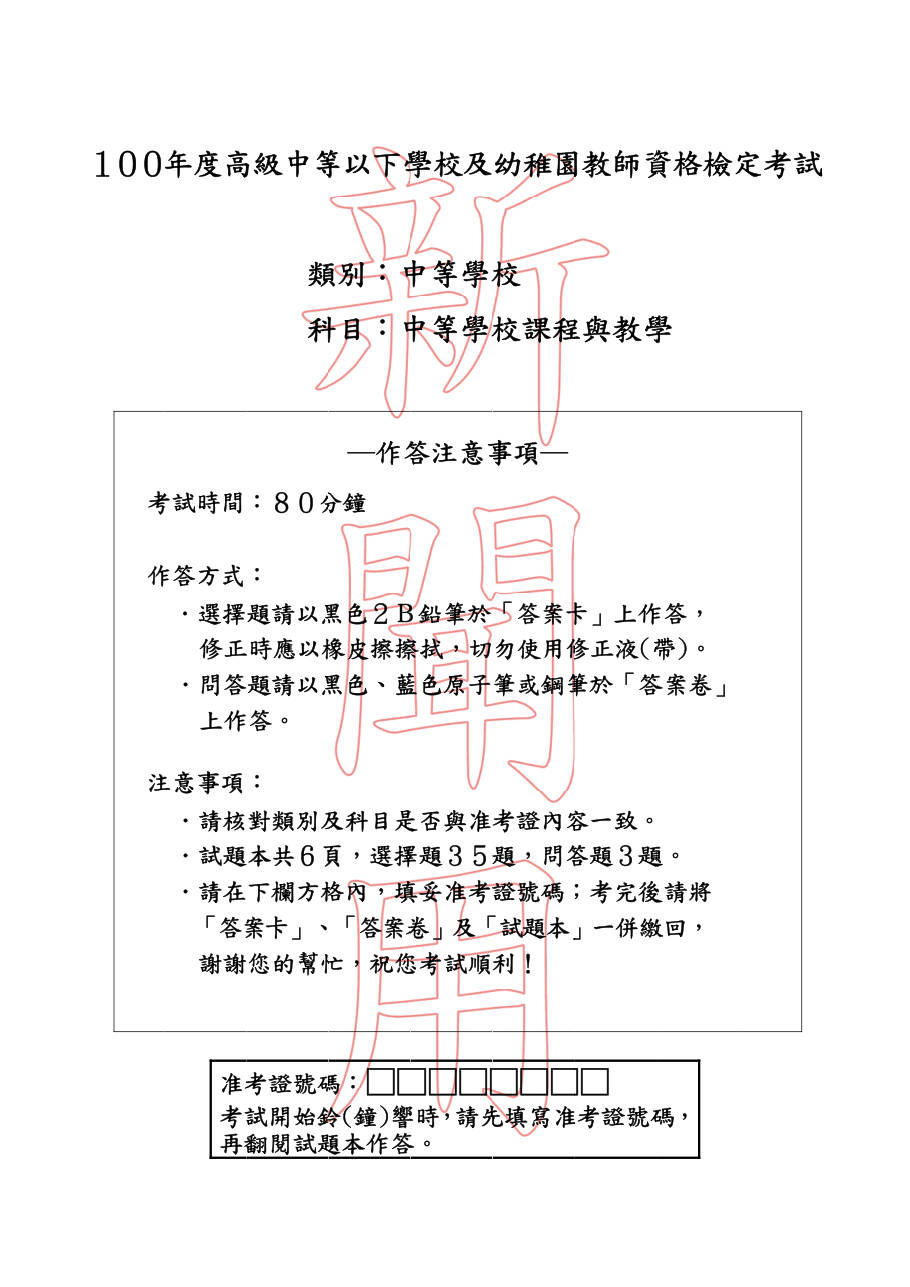 100年度高級中等以下學校及幼稚園教師資格檢定考試
類別：中等學校
科目：中等學校課程與教學
—作答注意事項—
考試時間：８０分鐘
作答方式：
．選擇題請以黑色２Ｂ鉛筆於「答案卡」上作答，
修正時應以橡皮擦擦拭，切勿使用修正液(帶)。
．問答題請以黑色、藍色原子筆或鋼筆於「答案卷」
上作答。
注意事項：
．請核對類別及科目是否與准考證內容一致。
．試題本共６頁，選擇題３５題，問答題３題。
．請在下欄方格內，填妥准考證號碼；考完後請將
「答案卡」、「答案卷」及「試題本」一併繳回，
謝謝您的幫忙，祝您考試順利！
准考證號碼：□□□□□□□□
考試開始鈴(鐘)響時，請先填寫准考證號碼，
再翻閱試題本作答。
新聞用